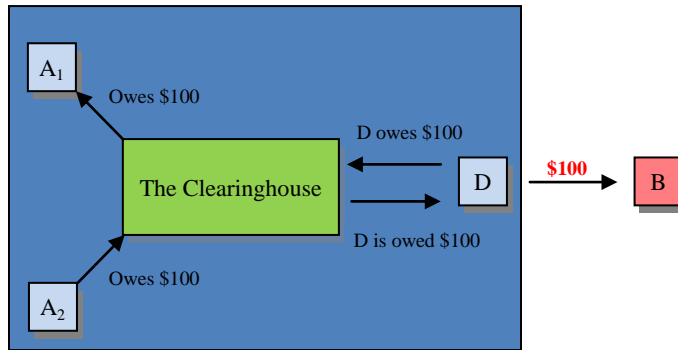 A₁
Owes $100
D owes $100
The Clearinghouse
D
$100
B
D is owed $100
Owes $100
A₂